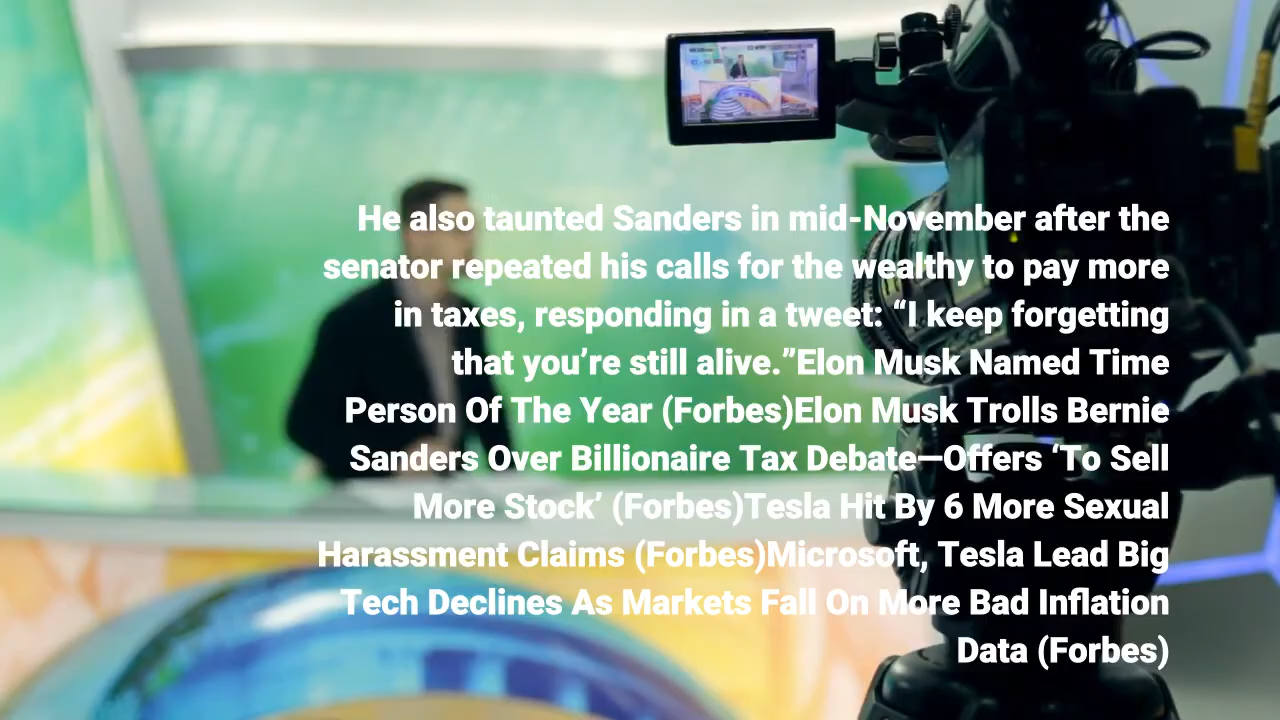 He also taunted Sanders in mid-November after the
senator repeated his calls for the wealthy to pay more
in taxes, responding in a tweet: “I keep forgetting
that you’re still alive.”Elon Musk Named Time
Person Of The Year (Forbes)Elon Musk Trolls Bernie
Sanders Over Billionaire Tax Debate—Offers ‘To Sell
More Stock’ (Forbes)Tesla Hit By 6 More Sexual
Harassment Claims (Forbes)Microsoft, Tesla Lead Big
Tech Declines As Markets Fall On More Bad Inflation
Data (Forbes)